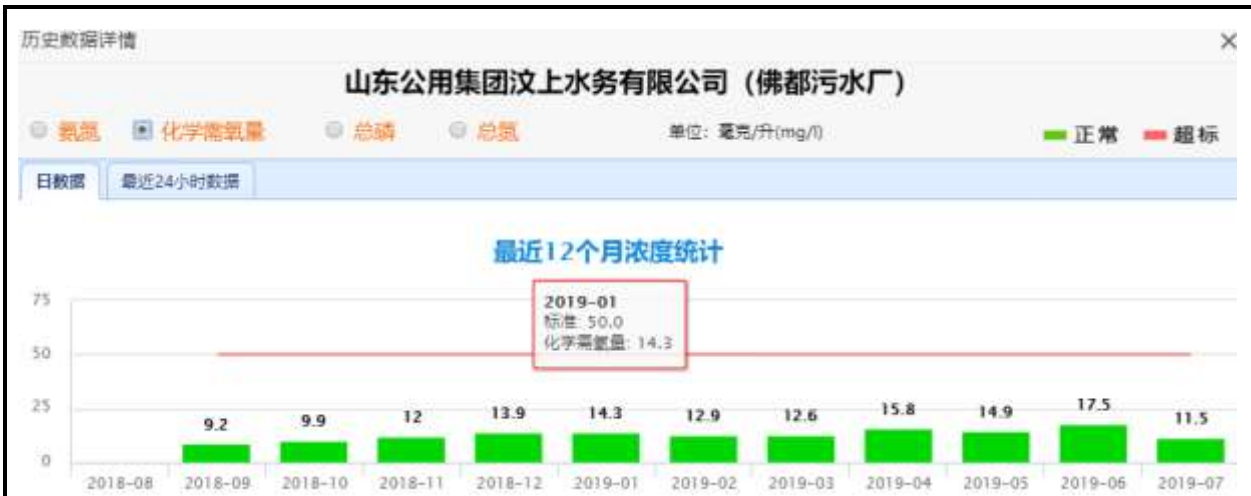 历史数据详情 ×
山东公用集团汶上水务有限公司（佛都污水厂）
氨氮 化学需氧量 总磷 总氮 单位：毫克/升(mg/l) 正常 超标
日数据 最近24小时数据
最近12个月浓度统计
75
2019-01
标准: 50.0
化学需氧量: 14.3
50
25
9.2 9.9 12 13.9 14.3 12.9 12.6 15.8 14.9 17.5 11.5
0
2018-08 2018-09 2018-10 2018-11 2018-12 2019-01 2019-02 2019-03 2019-04 2019-05 2019-06 2019-07